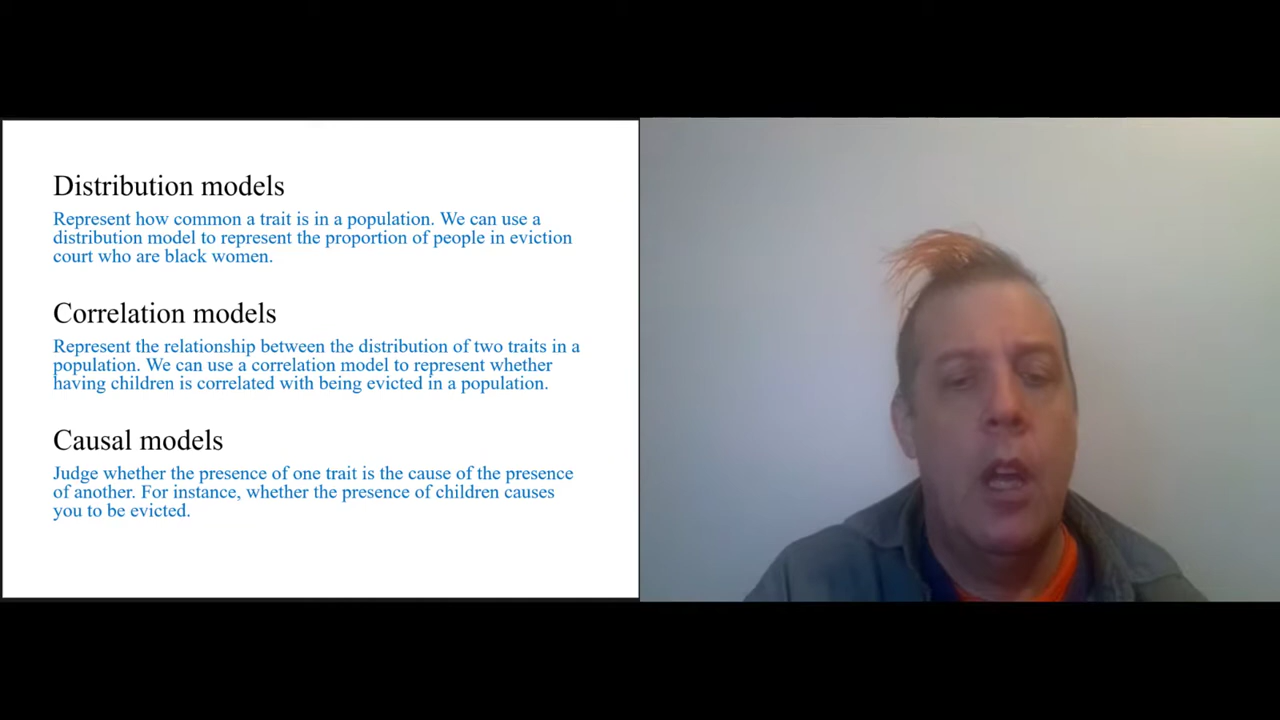 Distribution models
Represent how common a trait is in a population. We can use a
distribution model to represent the proportion of people in eviction
court who are black women.
Correlation models
Represent the relationship between the distribution of two traits in a
population. We can use a correlation model to represent whether
having children is correlated with being evicted in a population.
Causal models
Judge whether the presence of one trait is the cause of the presence
of another. For instance, whether the presence of children causes
you to be evicted.